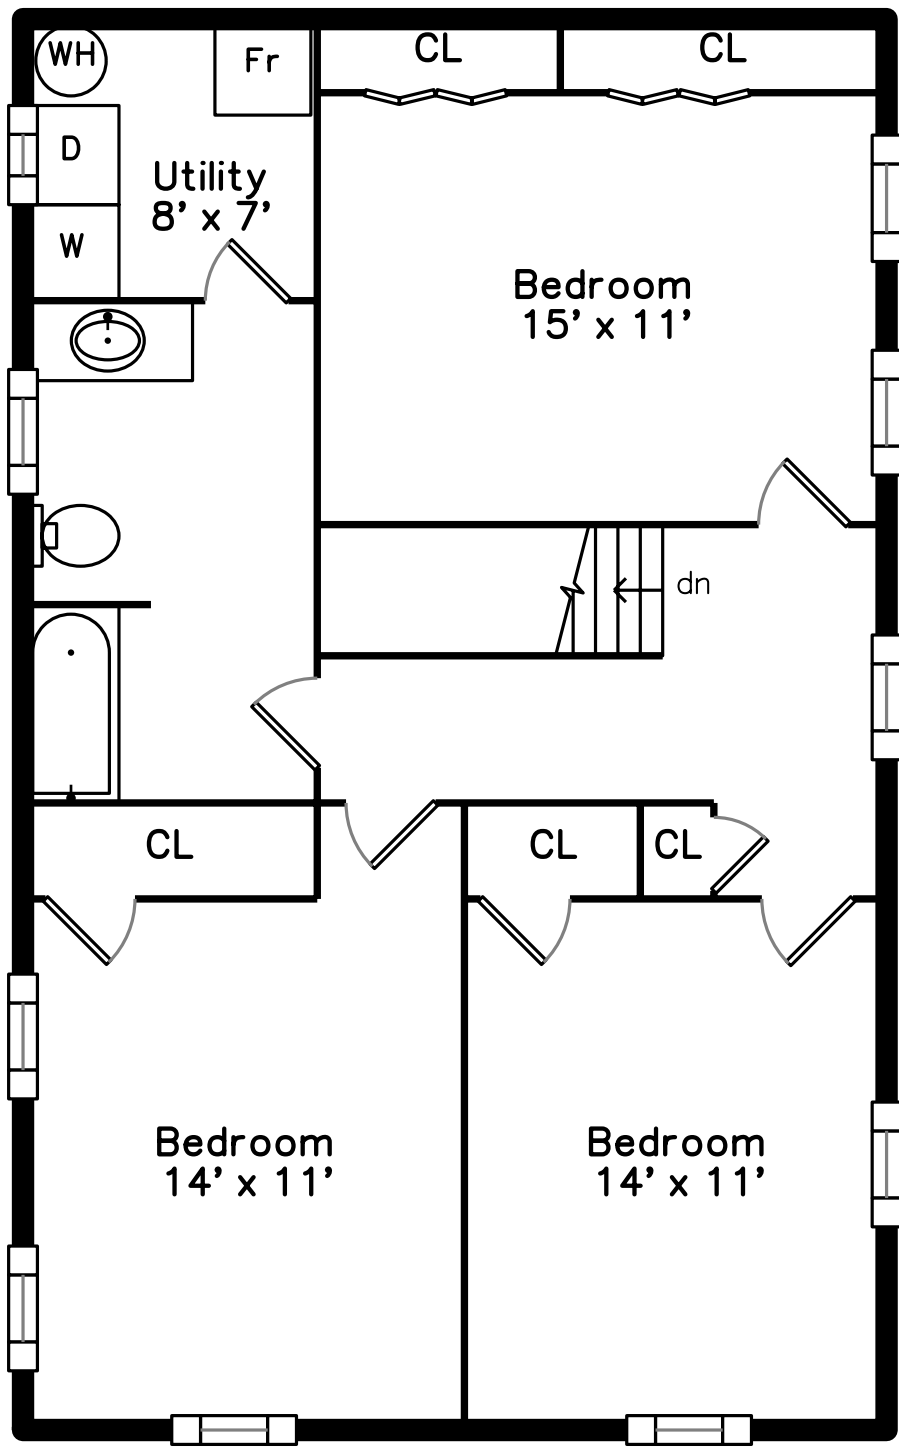 WH
Fr
CL
CL
D
Utility
8' x 7'
W
Bedroom
15' x 11'
dn
CL
CL
CL
Bedroom
14' x 11'
Bedroom
14' x 11'